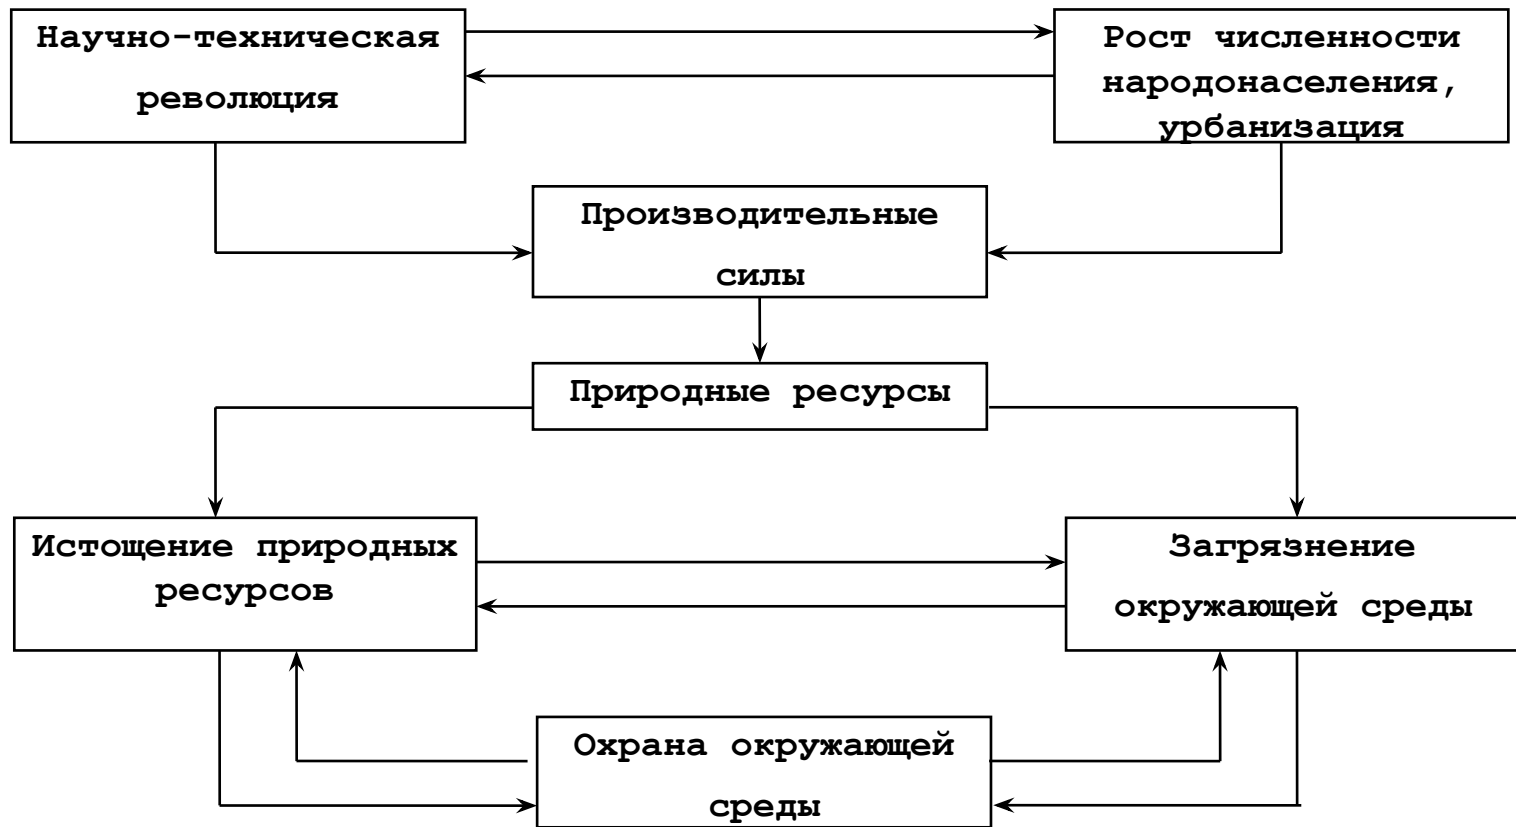 Научно-техническая
революция
Рост численности
народонаселения,
урбанизация
Производительные
силы
Природные ресурсы
Истощение природных
ресурсов
Загрязнение
окружающей среды
Охрана окружающей
среды